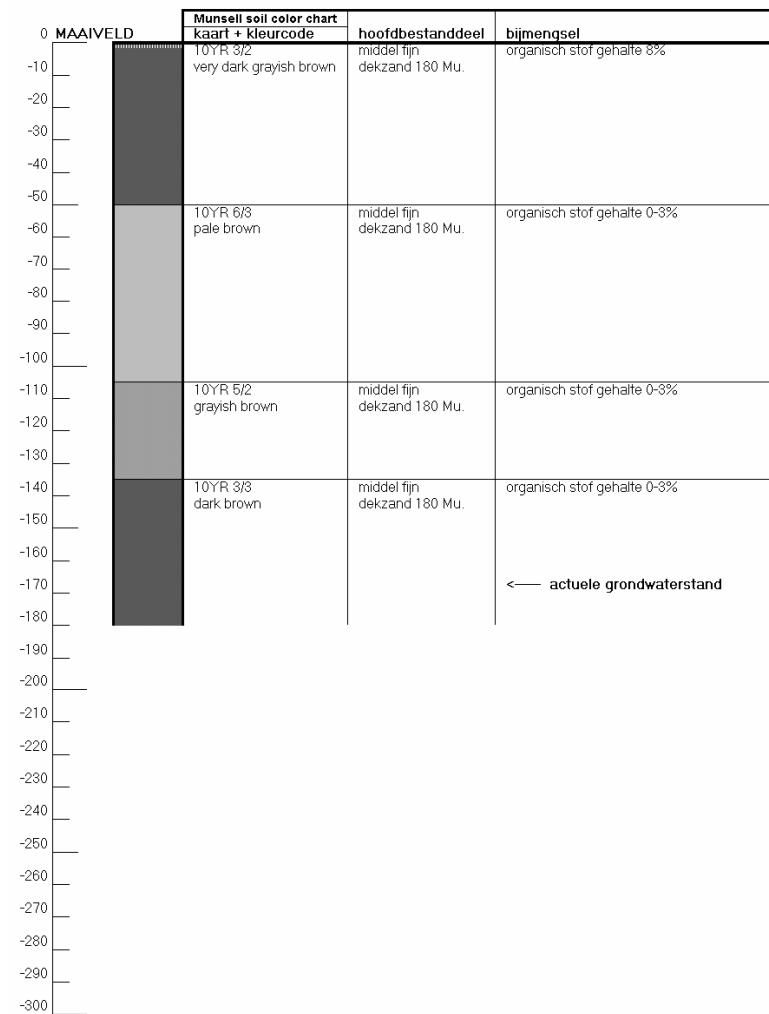 Munsell soil color chart
0 MAAIVELD kaart + kleurcode hoofdbestanddeel bijmengsel
10YR 3/2 middel fijn organisch stof gehalte 8%
-10 very dark grayish brown dekzand 180 Mu.
-20
-30
-40
-50
10YR 6/3 middel fijn organisch stof gehalte 0-3%
-60 pale brown dekzand 180 Mu.
-70
-80
-90
-100
-110 10YR 5/2 middel fijn organisch stof gehalte 0-3%
grayish brown dekzand 180 Mu.
-120
-130
-140 10YR 3/3 middel fijn organisch stof gehalte 0-3%
dark brown dekzand 180 Mu.
-150
-160
-170 <—— actuele grondwaterstand
-180
-190
-200
-210
-220
-230
-240
-250
-260
-270
-280
-290
-300